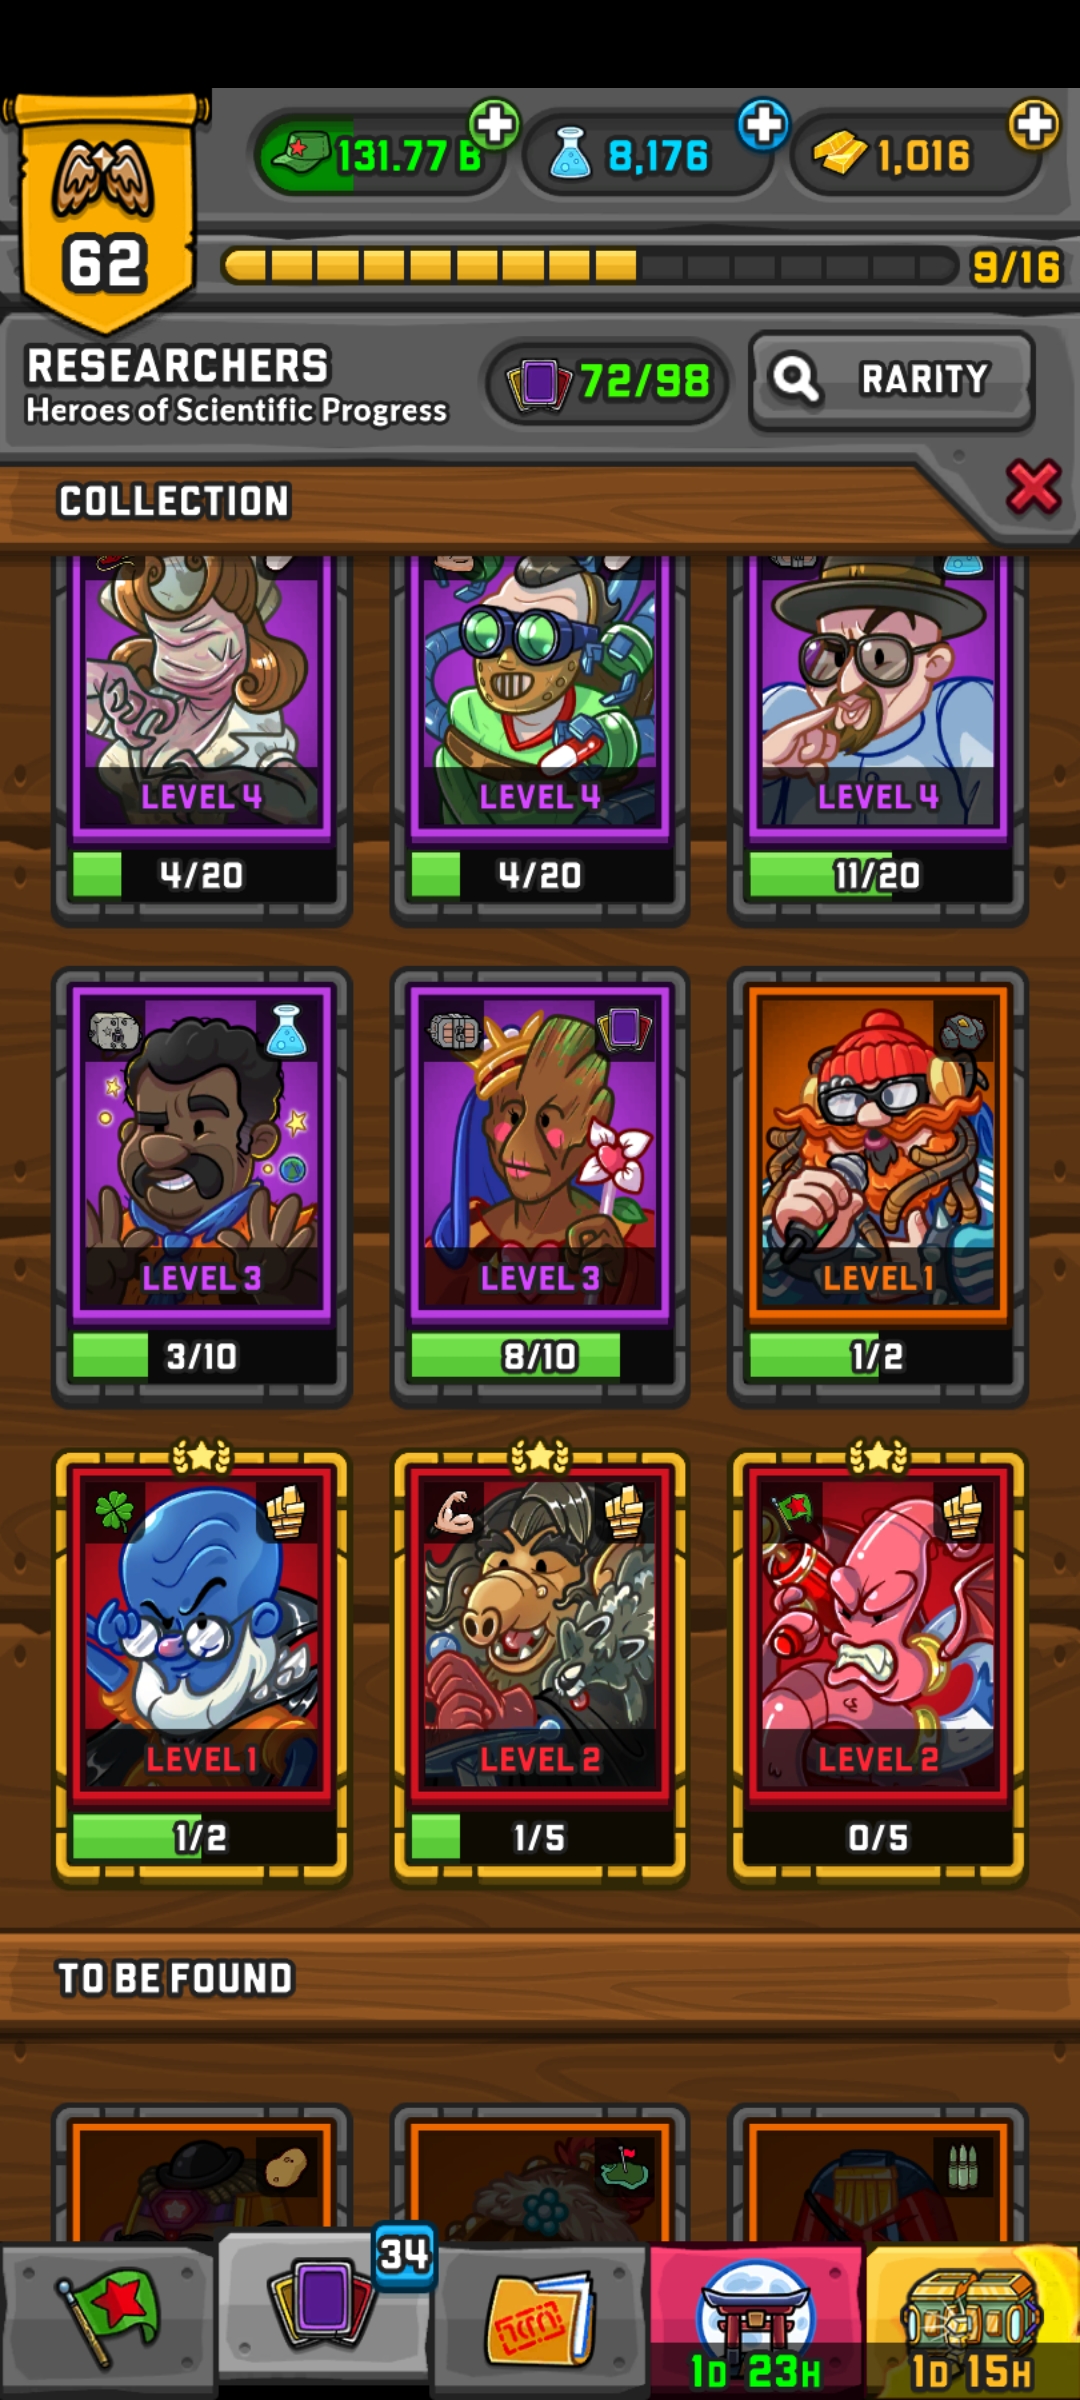 131.77 B
8,176
1,016
62
9/16
RESEARCHERS
Heroes of Scientific Progress
72/98
RARITY
COLLECTION
LEVEL 4
LEVEL 4
LEVEL 4
4/20
4/20
11/20
LEVEL 3
LEVEL 3
LEVEL 1
3/10
8/10
1/2
LEVEL 1
LEVEL 2
LEVEL 2
1/2
1/5
0/5
TO BE FOUND
34
1D 23H
1D 15H